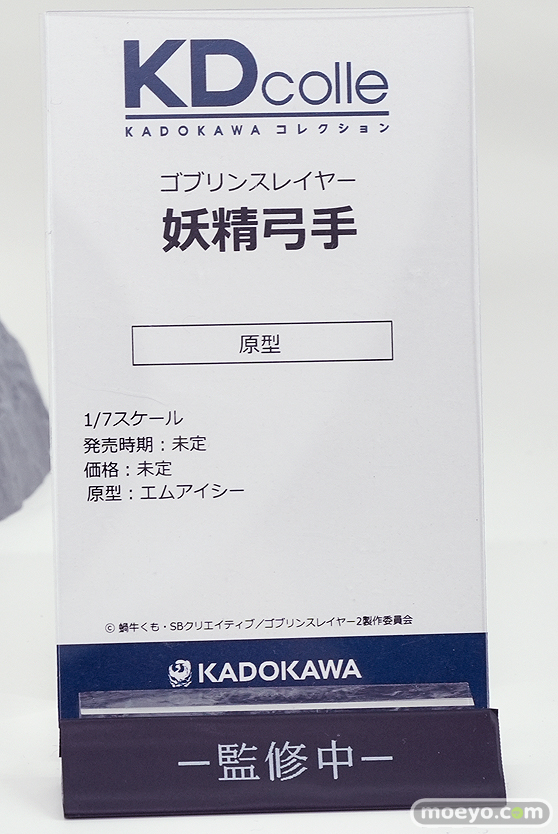 KDcolle
KADOKAWA コレクション
ゴブリンスレイヤー
妖精弓手
原型
1/7スケール
発売時期：未定
価格：未定
原型：エムアイシー
© 蝸牛くも・SBクリエイティブ／ゴブリンスレイヤー2製作委員会
KADOKAWA
－監修中－
moeyo.com